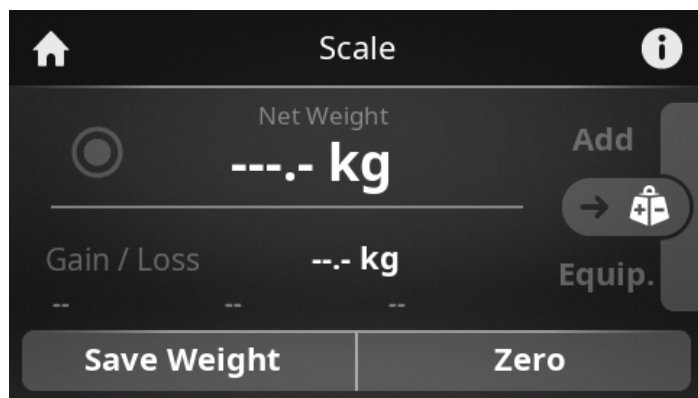 Scale
Net Weight
---.- kg
Add
Gain / Loss
--.- kg
Equip.
-- -- --
Save Weight
Zero